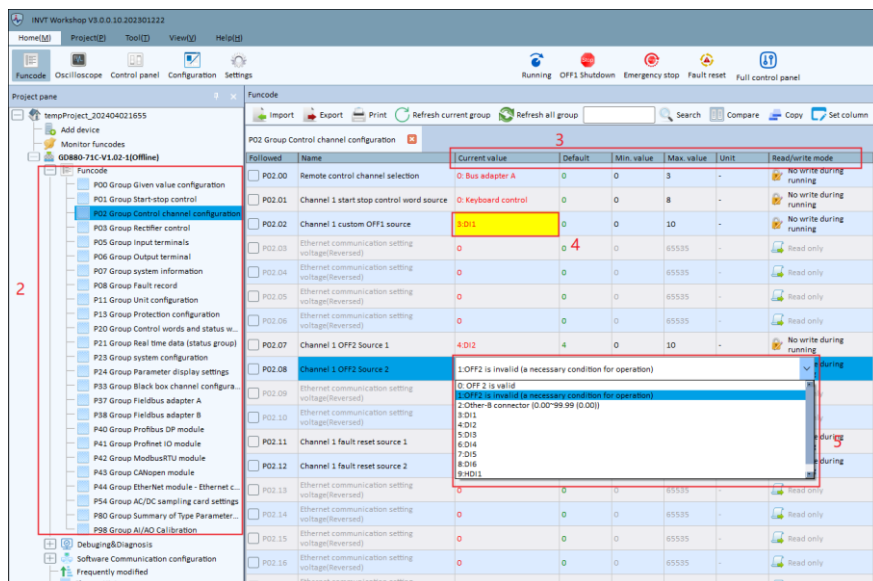 INVT Workshop V3.0.0.10.202301222
Home(M) Project(P) Tool(T) View(V) Help(H)
Funcode Oscilloscope Control panel Configuration Settings Running OFF1 Shutdown Emergency stop Fault reset Full control panel
Project pane
Funcode
tempProject_202404021655
Add device
Monitor funcodes
GD880-71C-V1.02-1(Offline)
Funcode
P00 Group Given value configuration
P01 Group Start-stop control
P02 Group Control channel configuration
P03 Group Rectifier control
P05 Group Input terminals
P06 Group Output terminal
P07 Group system information
P08 Group Fault record
P11 Group Unit configuration
P13 Group Protection configuration
P20 Group Control words and status w...
P21 Group Real time data (status group)
P23 Group system configuration
P24 Group Parameter display settings
P33 Group Black box channel configura...
P37 Group Fieldbus adapter A
P38 Group Fieldbus adapter B
P40 Group Profibus DP module
P41 Group Profinet IO module
P42 Group ModbusRTU module
P43 Group CANopen module
P44 Group EtherNet module - Ethernet c...
P54 Group AC/DC sampling card settings
P80 Group Summary of Type Parameter...
P98 Group AI/AO Calibration
Debuging&Diagnosis
Software Communication configuration
Frequently modified
2
Import Export Print Refresh current group Refresh all group Search Compare Copy Set column
P02 Group Control channel configuration
3
Followed Name Current value Default Min. value Max. value Unit Read/write mode
P02.00 Remote control channel selection 0: Bus adapter A 0 0 3 - No write during running
P02.01 Channel 1 start stop control word source 0: Keyboard control 0 0 8 - No write during running
P02.02 Channel 1 custom OFF1 source 3:DI1 0 0 10 - No write during running
4
P02.03 Ethernet communication setting voltage(Reversed) 0 0 0 65535 - Read only
P02.04 Ethernet communication setting voltage(Reversed) 0 0 0 65535 - Read only
P02.05 Ethernet communication setting voltage(Reversed) 0 0 0 65535 - Read only
P02.06 Ethernet communication setting voltage(Reversed) 0 0 0 65535 - Read only
P02.07 Channel 1 OFF2 Source 1 4:DI2 4 0 10 - No write during running
P02.08 Channel 1 OFF2 Source 2 1:OFF2 is invalid (a necessary condition for operation) during
0: OFF 2 is valid
1:OFF2 is invalid (a necessary condition for operation)
2:Other-B connector (0.00~99.99 (0.00))
3:DI1
4:DI2
5:DI3
6:DI4
7:DI5
8:DI6
9:HDI1
5
P02.09 Ethernet communication setting voltage(Reversed)
P02.10 Ethernet communication setting voltage(Reversed)
P02.11 Channel 1 fault reset source 1 during
P02.12 Channel 1 fault reset source 2 during
P02.13 Ethernet communication setting voltage(Reversed) 0 0 0 65535 - Read only
P02.14 Ethernet communication setting voltage(Reversed) 0 0 0 65535 - Read only
P02.15 Ethernet communication setting voltage(Reversed) 0 0 0 65535 - Read only
P02.16 Ethernet communication setting voltage(Reversed) 0 0 0 65535 - Read only